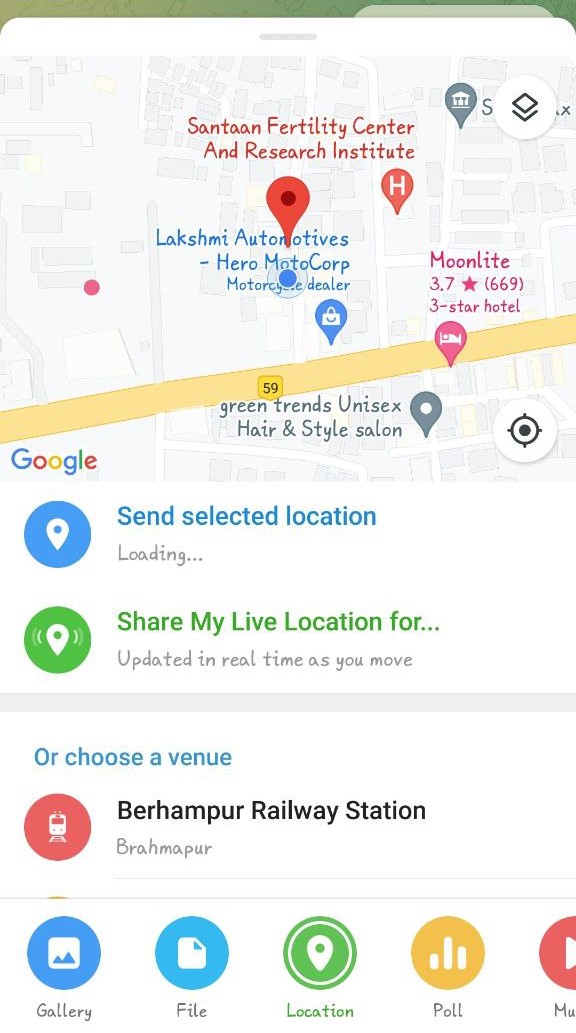 S
x
Santaan Fertility Center
And Research Institute
H
Lakshmi Automotives
- Hero MotoCorp
Motorcycle dealer
Moonlite
3.7 ★ (669)
3-star hotel
59
green trends Unisex
Hair & Style salon
Google
Send selected location
Loading...
Share My Live Location for...
Updated in real time as you move
Or choose a venue
Berhampur Railway Station
Brahmapur
Gallery
File
Location
Poll
Mu